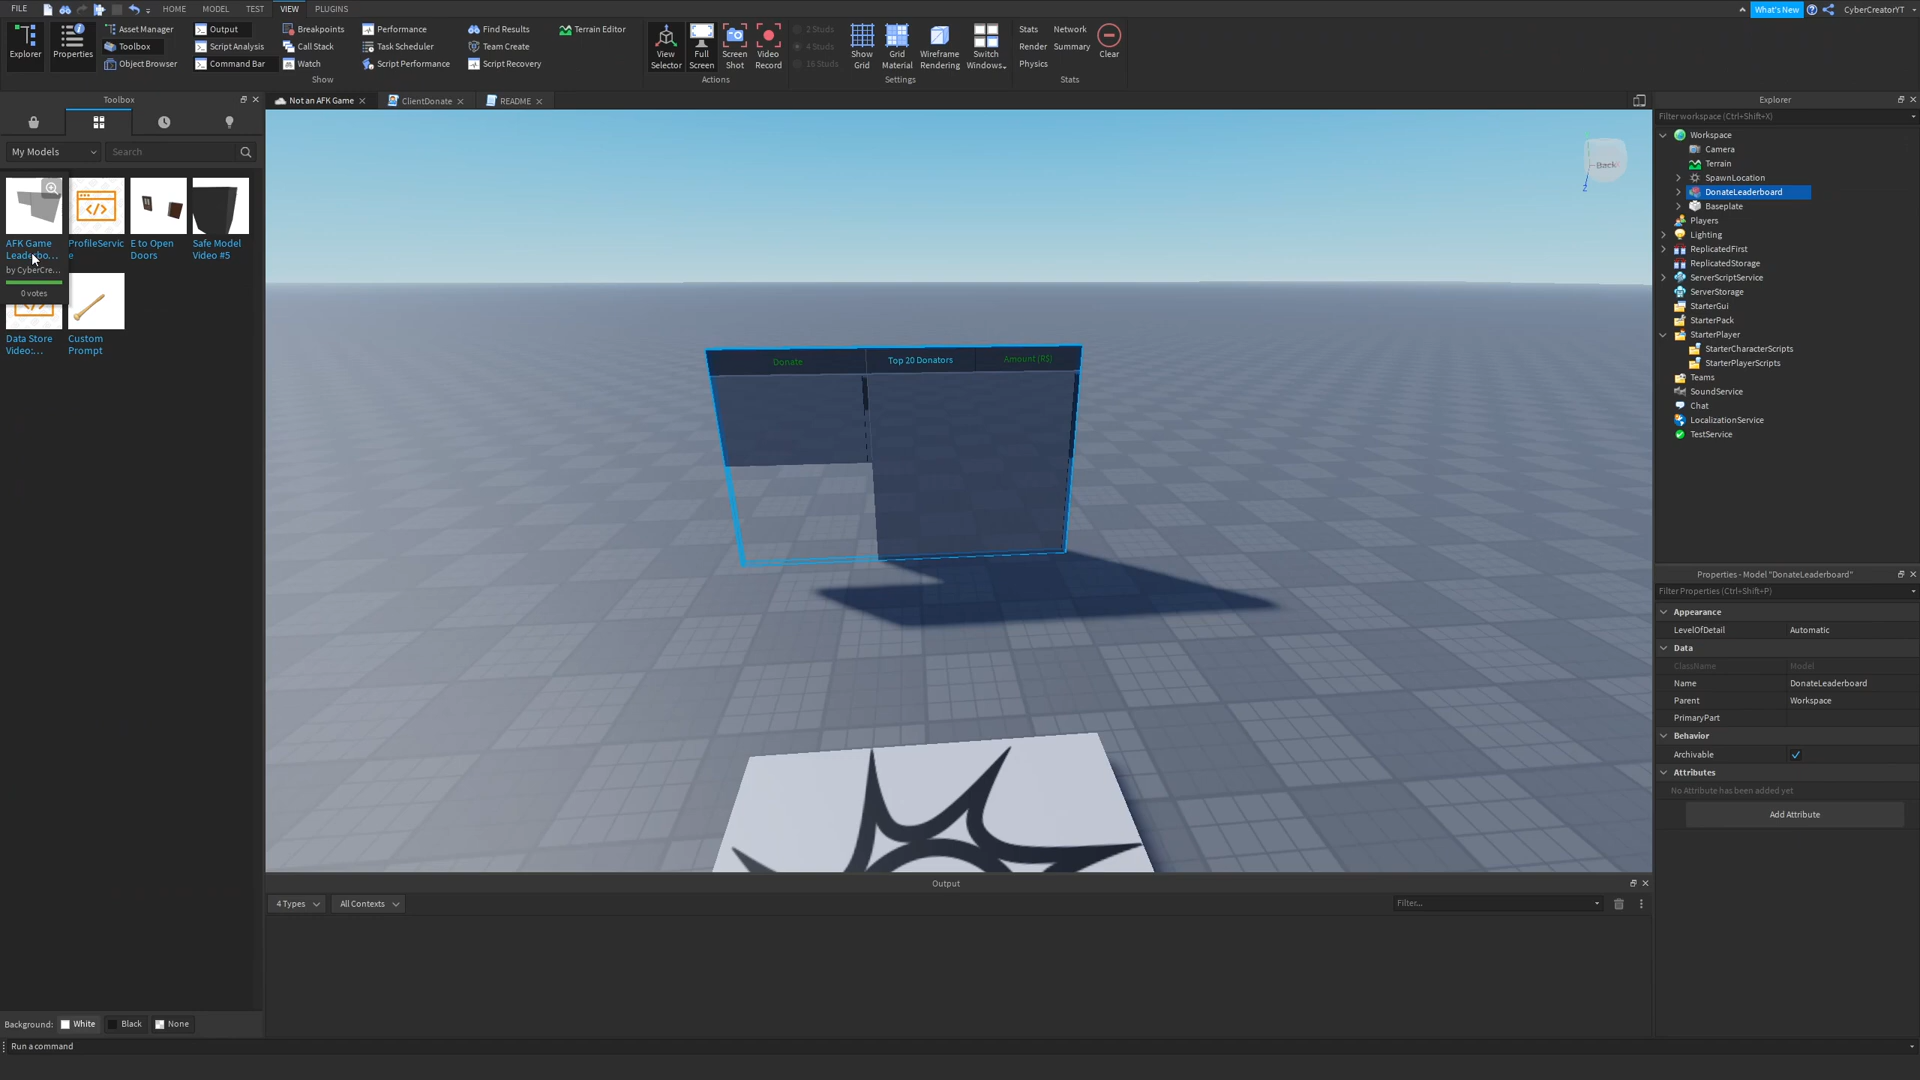 FILE HOME MODEL TEST VIEW PLUGINS What's New CyberCreatorYT
Explorer Properties Asset Manager Toolbox Object Browser Output Script Analysis Command Bar Breakpoints Call Stack Watch Performance Task Scheduler Script Performance Find Results Team Create Script Recovery Terrain Editor
Show
View Selector Full Screen Screen Shot Video Record
Actions
2 Studs 4 Studs 16 Studs Show Grid Grid Material Wireframe Rendering Switch Windows
Settings
Stats Network Render Summary Physics Clear
Stats
Toolbox
My Models Search
AFK Game Leaderbo...
by CyberCre...
0 votes
ProfileService
E to Open Doors
Safe Model Video #5
Data Store Video:...
Custom Prompt
Background: White Black None
Run a command
Not an AFK Game ClientDonate README
Back
Z
Donate Top 20 Donators Amount (R$)
Output
4 Types All Contexts Filter...
Explorer
Filter workspace (Ctrl+Shift+X)
Workspace
Camera
Terrain
SpawnLocation
DonateLeaderboard
Baseplate
Players
Lighting
ReplicatedFirst
ReplicatedStorage
ServerScriptService
ServerStorage
StarterGui
StarterPack
StarterPlayer
StarterCharacterScripts
StarterPlayerScripts
Teams
SoundService
Chat
LocalizationService
TestService
Properties - Model "DonateLeaderboard"
Filter Properties (Ctrl+Shift+P)
Appearance
LevelOfDetail Automatic
Data
ClassName Model
Name DonateLeaderboard
Parent Workspace
PrimaryPart
Behavior
Archivable
Attributes
No Attribute has been added yet
Add Attribute